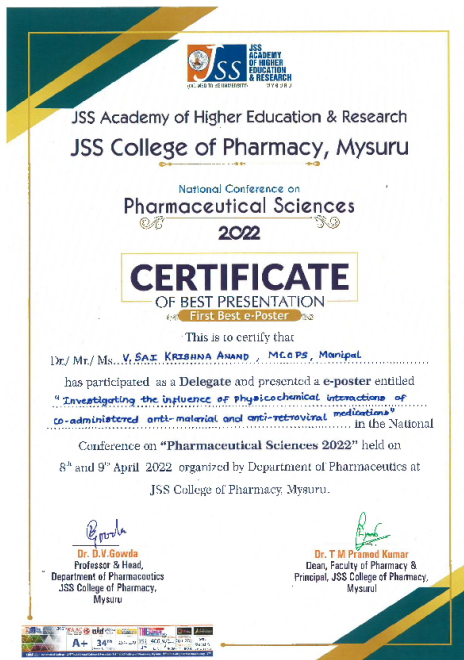 JSS
JSS
ACADEMY
OF HIGHER
EDUCATION
& RESEARCH
MYSURU
JSS Academy of Higher Education & Research
JSS College of Pharmacy, Mysuru
National Conference on
Pharmaceutical Sciences
2022
CERTIFICATE
OF BEST PRESENTATION
First Best e-Poster
This is to certify that
Dr./ Mr./ Ms. V. SAI KRISHNA ANAND , MCOPS, Manipal
has participated as a Delegate and presented a e-poster entitled
"Investigating the influence of physicochemical interactions of
co-administered anti-malarial and anti-retroviral medications" in the National
Conference on "Pharmaceutical Sciences 2022" held on
8th and 9th April 2022 organized by Department of Pharmaceutics at
JSS College of Pharmacy, Mysuru.
Dr. D.V.Gowda
Professor & Head,
Department of Pharmaceutics
JSS College of Pharmacy,
Mysuru
Dr. T M Pramod Kumar
Dean, Faculty of Pharmacy &
Principal, JSS College of Pharmacy,
Mysuru
A+ 34th